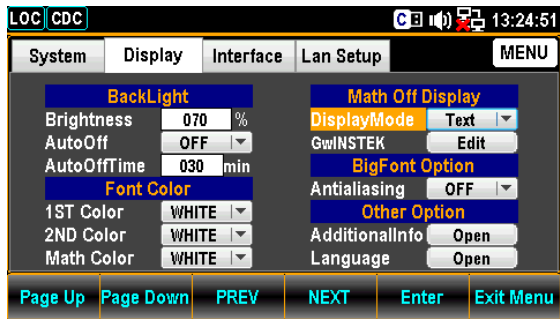 LOC CDC C 13:24:51
System Display Interface Lan Setup MENU
BackLight
Brightness 070 %
AutoOff OFF
AutoOffTime 030 min
Font Color
1ST Color WHITE
2ND Color WHITE
Math Color WHITE
Math Off Display
DisplayMode Text
GwINSTEK Edit
BigFont Option
Antialiasing OFF
Other Option
AdditionalInfo Open
Language Open
Page Up Page Down PREV NEXT Enter Exit Menu